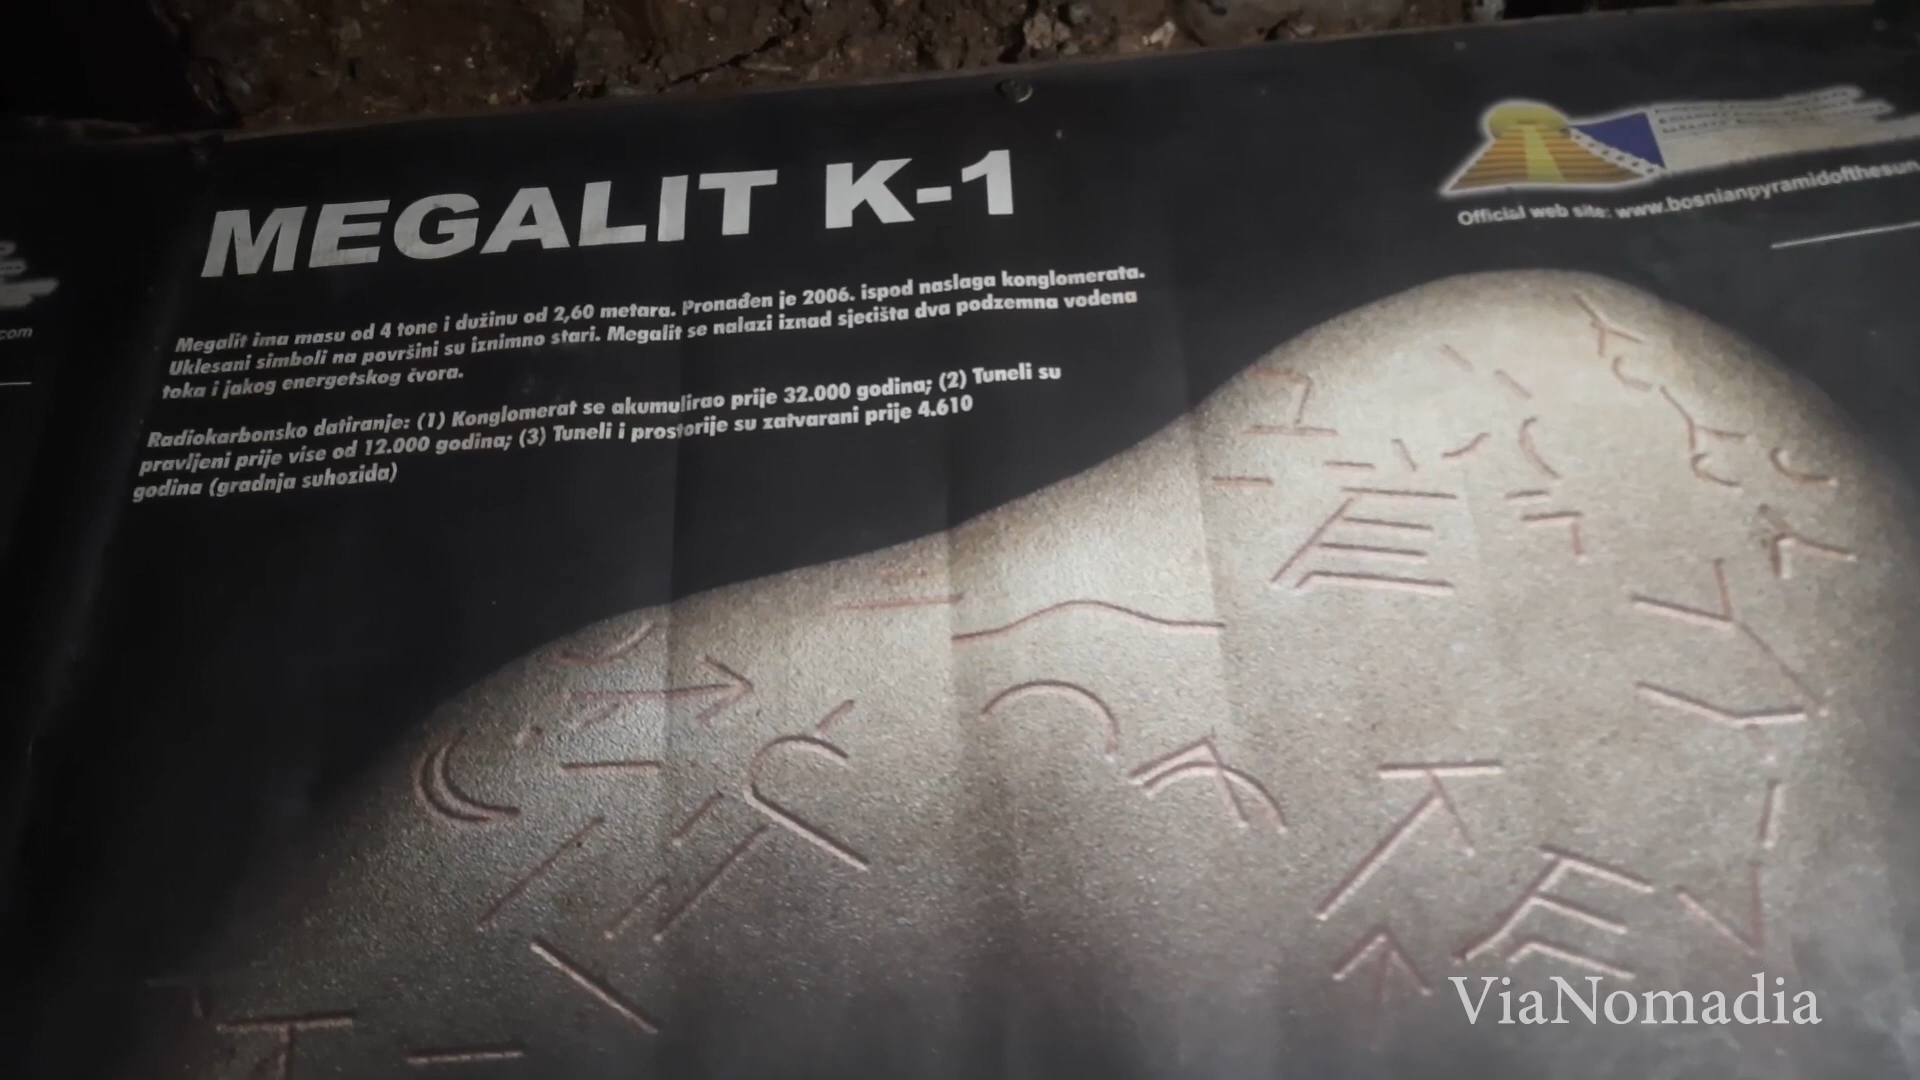 MEGALIT K-1
Megalit ima masu od 4 tone i dužinu od 2,60 metara. Pronađen je 2006. ispod naslaga konglomerata.
Uklesani simboli na površini su iznimno stari. Megalit se nalazi iznad sjecišta dva podzemna vodena
toka i jakog energetskog čvora.
Radiokarbonsko datiranje: (1) Konglomerat se akumulirao prije 32.000 godina; (2) Tuneli su
pravljeni prije vise od 12.000 godina; (3) Tuneli i prostorije su zatvarani prije 4.610
godina (gradnja suhozida)
Official web site: www.bosnianpyramidofthesun.
com
ViaNomadia